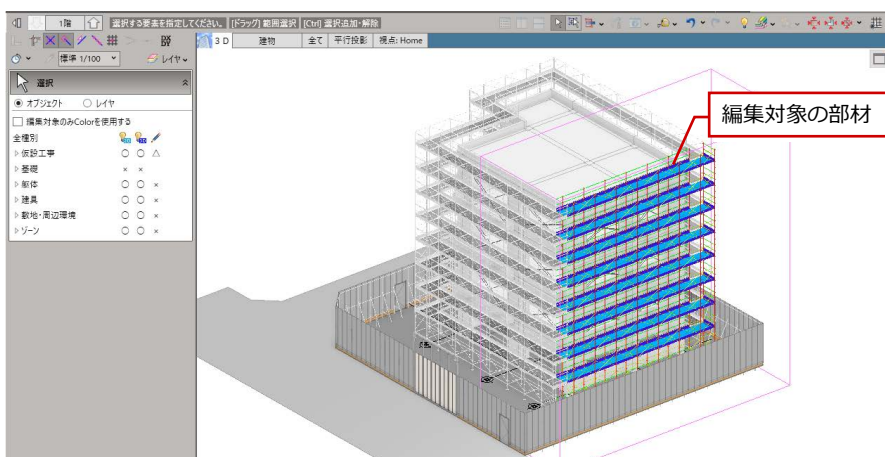 1階
選択する要素を指定してください。 [ドラッグ] 範囲選択 [Ctrl] 選択追加・解除
標準 1/100
レイヤ
3 D
建物
全て
平行投影
視点: Home
選択
オブジェクト
レイヤ
編集対象のみColorを使用する
全種別
▷仮設工事 ○ ○ △
▷基礎 × ×
▷躯体 ○ ○ ×
▷建具 ○ ○ ×
▷敷地・周辺環境 ○ ○ ×
▷ゾーン ○ ○ ×
編集対象の部材